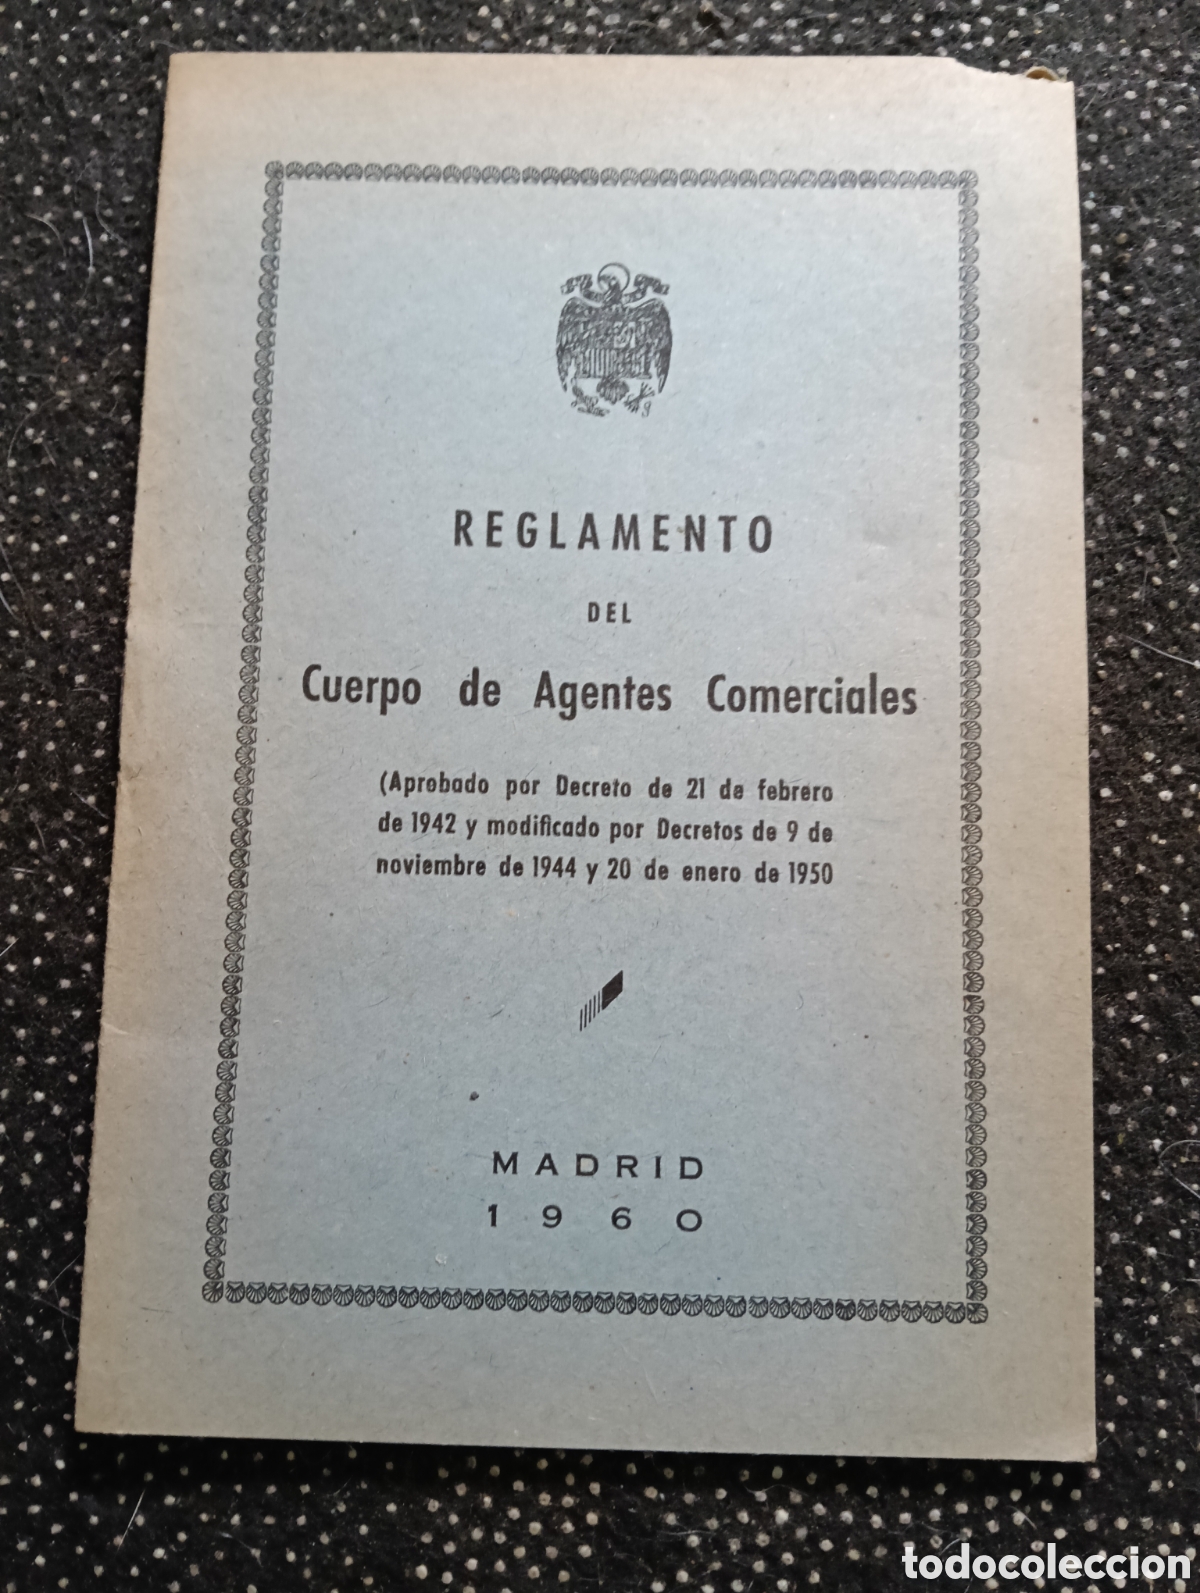 REGLAMENTO
DEL
Cuerpo de Agentes Comerciales
(Aprobado por Decreto de 21 de febrero
de 1942 y modificado por Decretos de 9 de
noviembre de 1944 y 20 de enero de 1950
MADRID
1960
todocoleccion